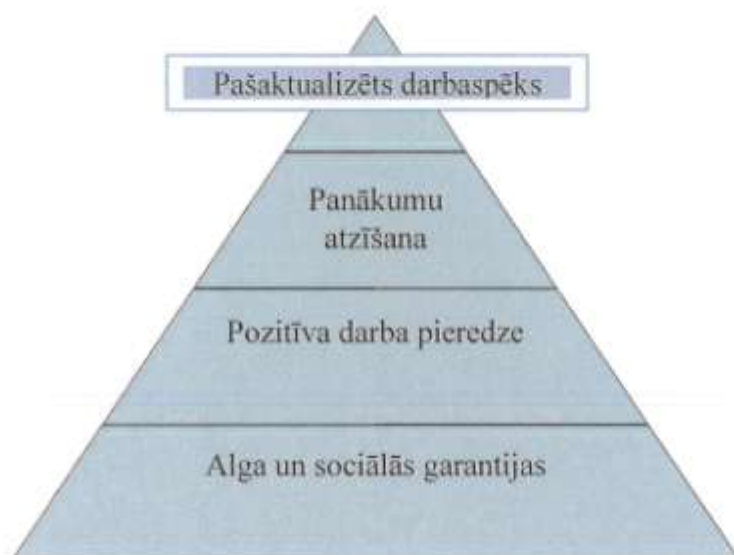 Pašaktualizēts darbaspēks
Panākumu
atzīšana
Pozitīva darba pieredze
Alga un sociālās garantijas